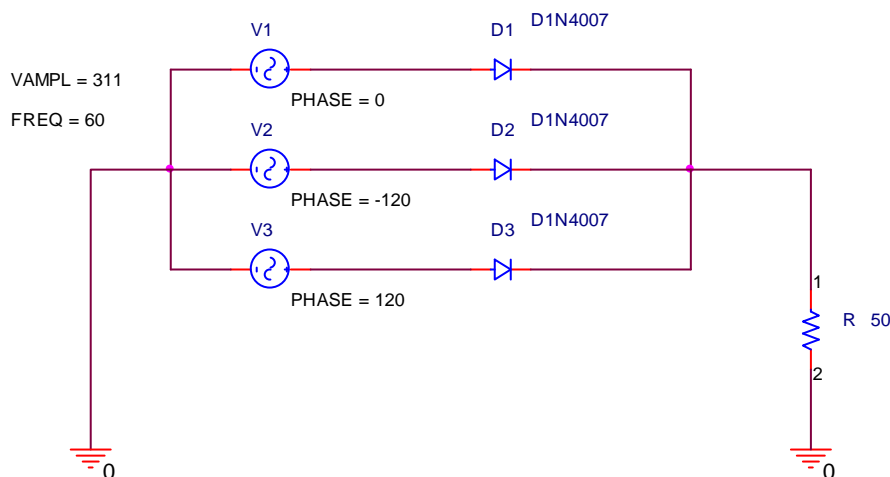 V1
D1
D1N4007
VAMPL = 311
PHASE = 0
FREQ = 60
V2
D2
D1N4007
PHASE = -120
V3
D3
D1N4007
PHASE = 120
1
R 50
2
0
0